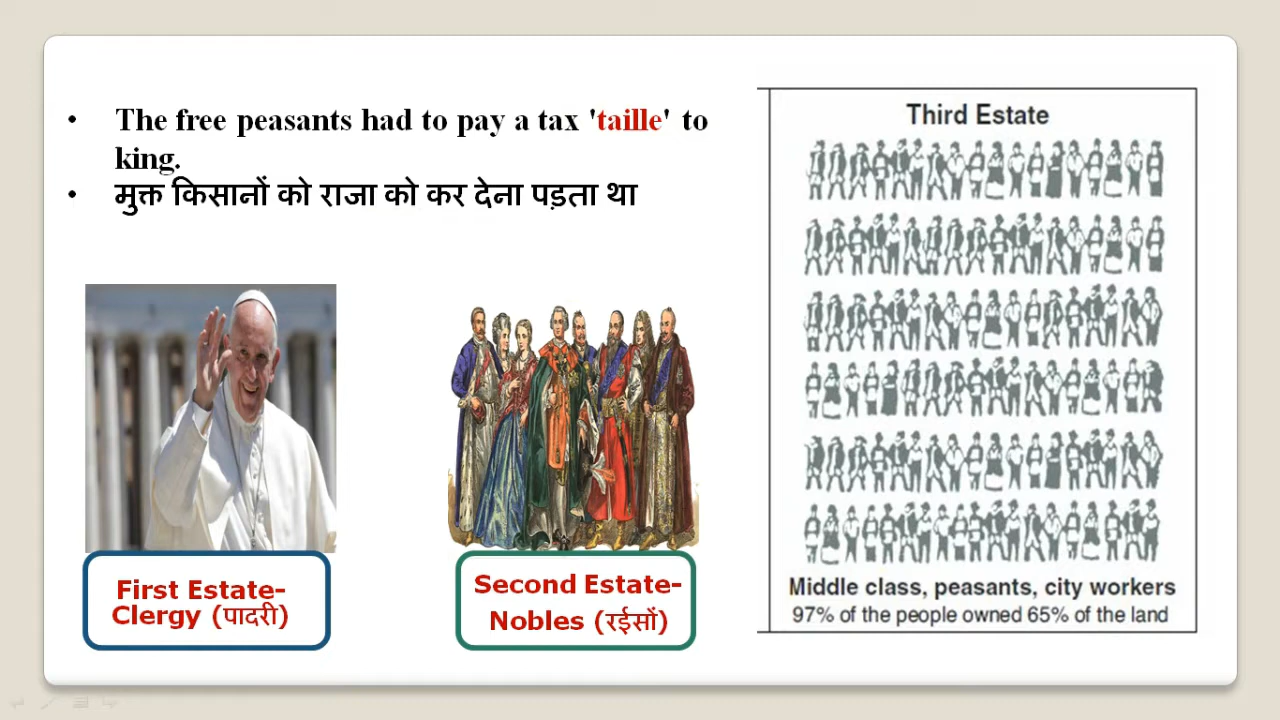 • The free peasants had to pay a tax 'taille' to
king.
• मुक्त किसानों को राजा को कर देना पड़ता था
First Estate-
Clergy (पादरी)
Second Estate-
Nobles (रईसों)
Third Estate
Middle class, peasants, city workers
97% of the people owned 65% of the land